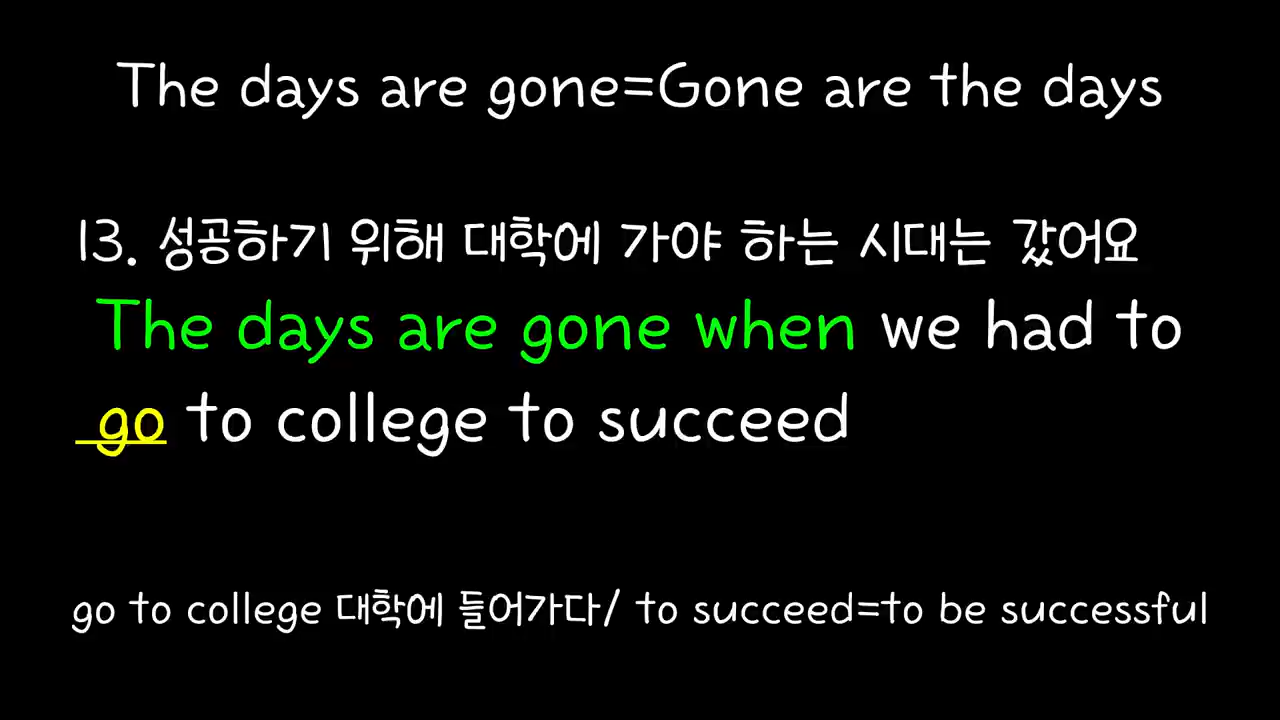 The days are gone=Gone are the days
13. 성공하기 위해 대학에 가야 하는 시대는 갔어요
The days are gone when we had to
go to college to succeed
go to college 대학에 들어가다/ to succeed=to be successful